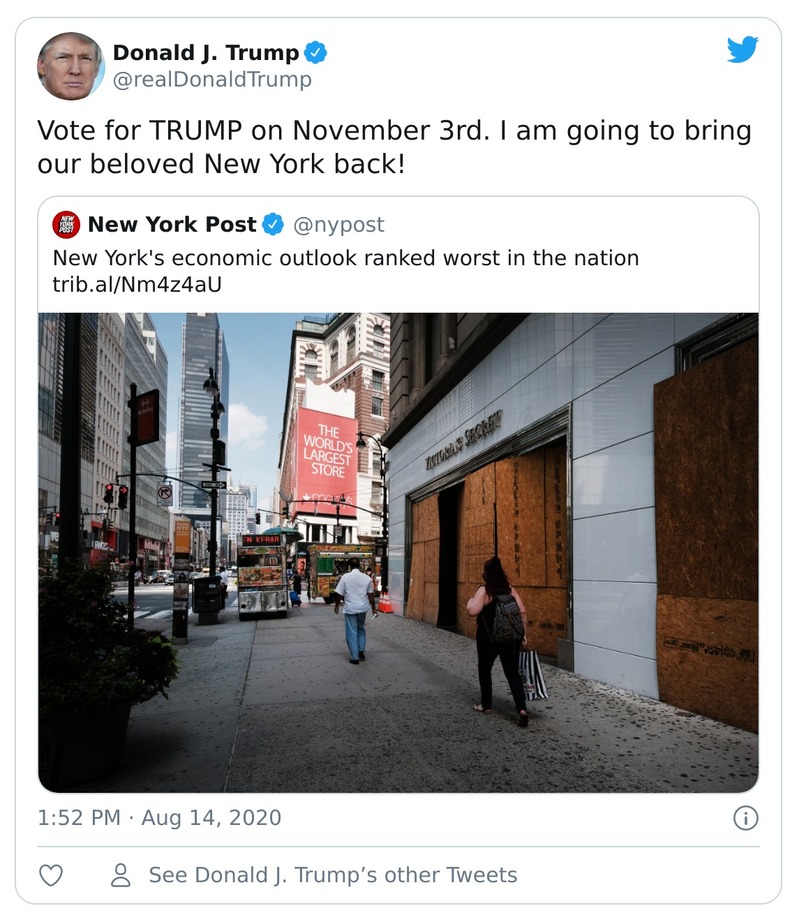 Donald J. Trump
@realDonaldTrump
Vote for TRUMP on November 3rd. I am going to bring
our beloved New York back!
NEW
YORK
POST
New York Post @nypost
New York's economic outlook ranked worst in the nation
trib.al/Nm4z4aU
THE
WORLD'S
LARGEST
STORE
VICTORIA'S SECRET
1:52 PM · Aug 14, 2020
See Donald J. Trump’s other Tweets